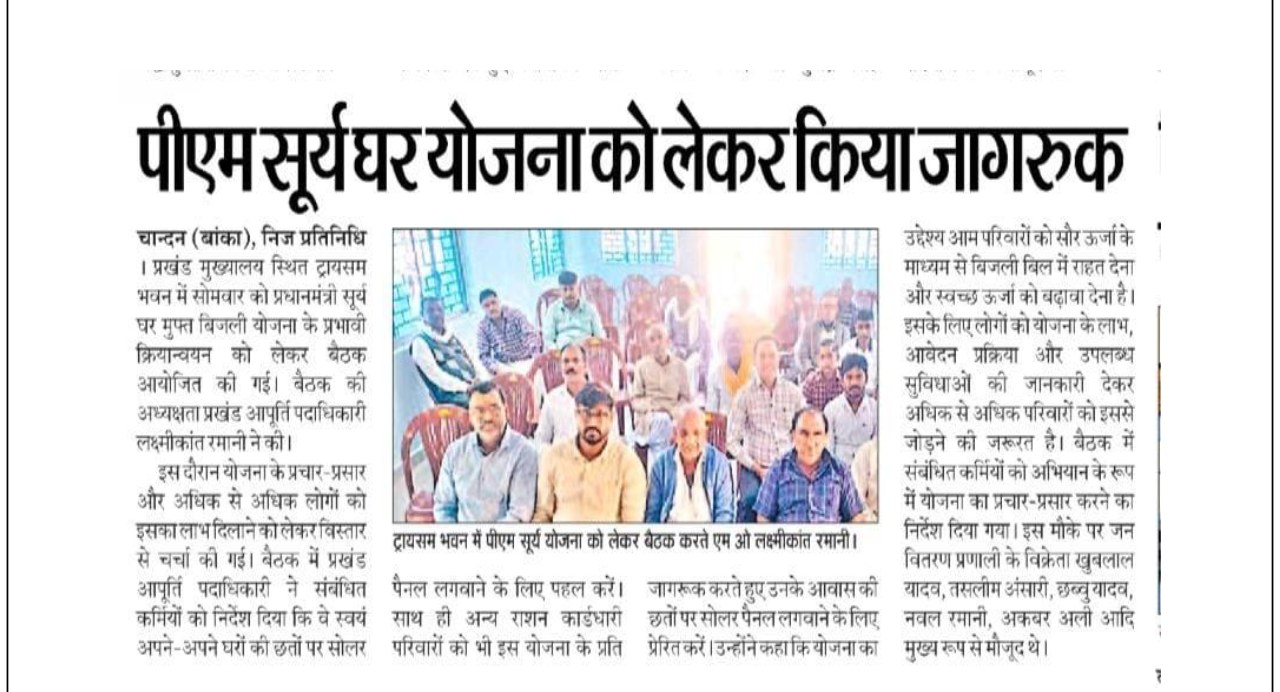 पीएम सूर्य घर योजना को लेकर किया जागरुक
चान्दन (बांका), निज प्रतिनिधि
। प्रखंड मुख्यालय स्थित ट्रायसम
भवन में सोमवार को प्रधानमंत्री सूर्य
घर मुफ्त बिजली योजना के प्रभावी
क्रियान्वयन को लेकर बैठक
आयोजित की गई। बैठक की
अध्यक्षता प्रखंड आपूर्ति पदाधिकारी
लक्ष्मीकांत रमानी ने की।
इस दौरान योजना के प्रचार-प्रसार
और अधिक से अधिक लोगों को
इसका लाभ दिलाने को लेकर विस्तार
से चर्चा की गई। बैठक में प्रखंड
आपूर्ति पदाधिकारी ने संबंधित
कर्मियों को निर्देश दिया कि वे स्वयं
अपने-अपने घरों की छतों पर सोलर
ट्रायसम भवन में पीएम सूर्य योजना को लेकर बैठक करते एम ओ लक्ष्मीकांत रमानी।
पैनल लगवाने के लिए पहल करें।
साथ ही अन्य राशन कार्डधारी
परिवारों को भी इस योजना के प्रति
जागरूक करते हुए उनके आवास की
छतों पर सोलर पैनल लगवाने के लिए
प्रेरित करें। उन्होंने कहा कि योजना का
उद्देश्य आम परिवारों को सौर ऊर्जा के
माध्यम से बिजली बिल में राहत देना
और स्वच्छ ऊर्जा को बढ़ावा देना है।
इसके लिए लोगों को योजना के लाभ,
आवेदन प्रक्रिया और उपलब्ध
सुविधाओं की जानकारी देकर
अधिक से अधिक परिवारों को इससे
जोड़ने की जरूरत है। बैठक में
संबंधित कर्मियों को अभियान के रूप
में योजना का प्रचार-प्रसार करने का
निर्देश दिया गया। इस मौके पर जन
वितरण प्रणाली के विक्रेता खुबलाल
यादव, तसलीम अंसारी, छब्बु यादव,
नवल रमानी, अकबर अली आदि
मुख्य रूप से मौजूद थे।